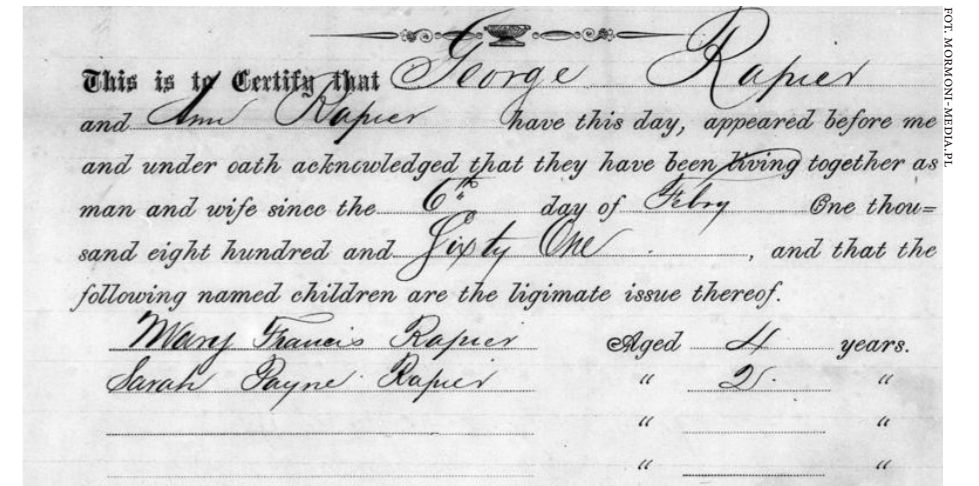 This is to Certify that George Rapier
and Ann Rapier have this day, appeared before me
and under oath acknowledged that they have been living together as
man and wife since the 6th day of Febry One thou=
sand eight hundred and Sixty One, and that the
following named children are the ligimate issue thereof.
Mary Francis Rapier Aged 4 years.
Sarah Payne Rapier " 2 "
" "
" "
FOT. MORMONI-MEDIA.PL